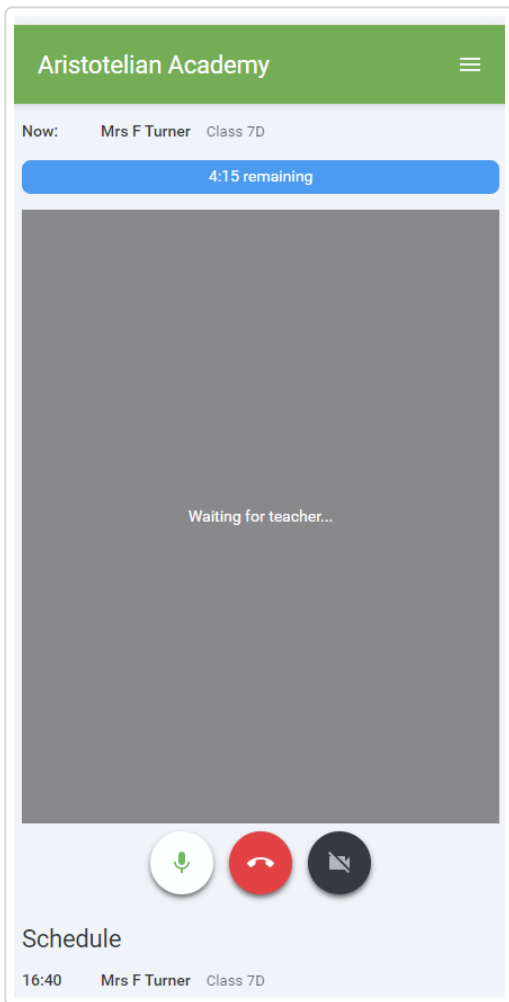 Aristotelian Academy
Now: Mrs F Turner Class 7D
4:15 remaining
Waiting for teacher...
Schedule
16:40 Mrs F Turner Class 7D